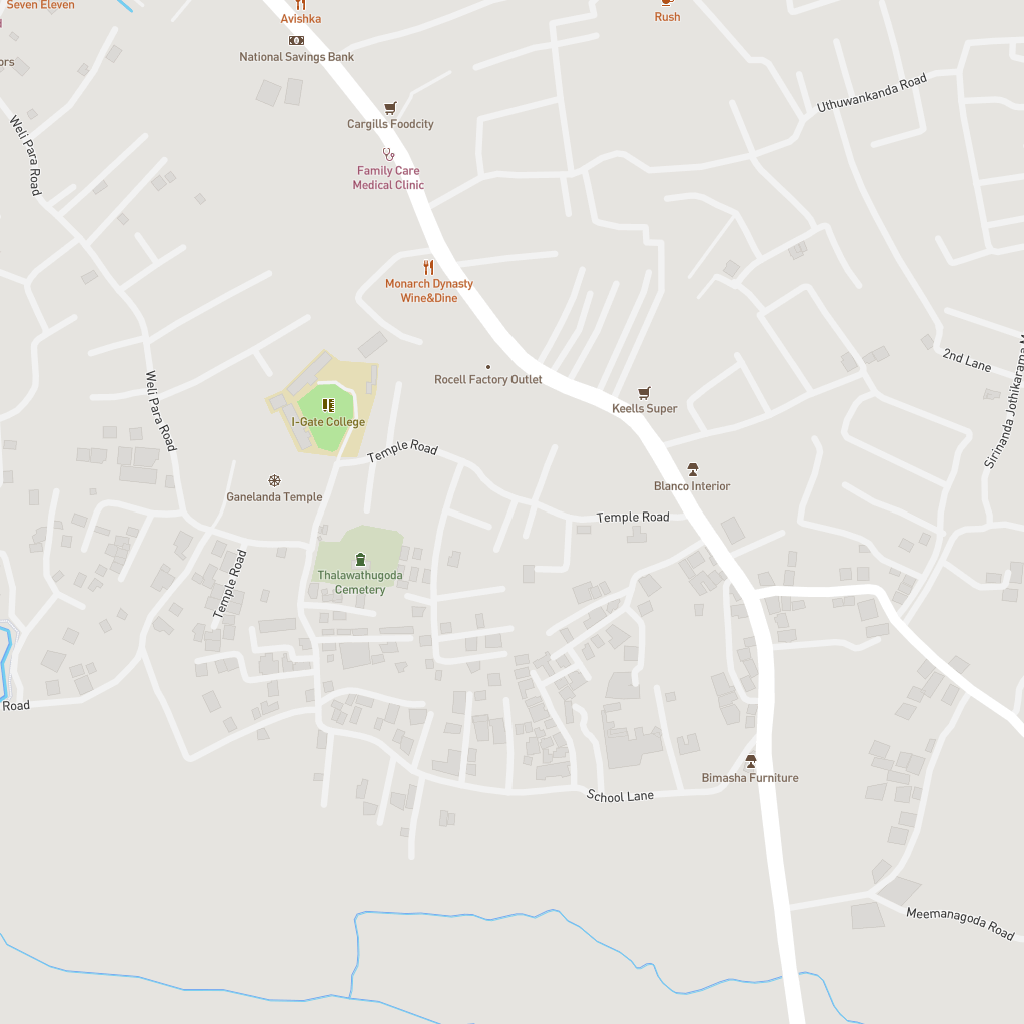 Seven Eleven
Avishka
Rush
National Savings Bank
ors
Uthuwankanda Road
Cargills Foodcity
Weli Para Road
Family Care
Medical Clinic
Monarch Dynasty
Wine&Dine
2nd Lane
Rocell Factory Outlet
Weli Para Road
Keells Super
I-Gate College
Temple Road
Sirinanda Jothikarama M
Blanco Interior
Ganelanda Temple
Temple Road
Thalawathugoda
Cemetery
Temple Road
Road
Bimasha Furniture
School Lane
Meemanagoda Road